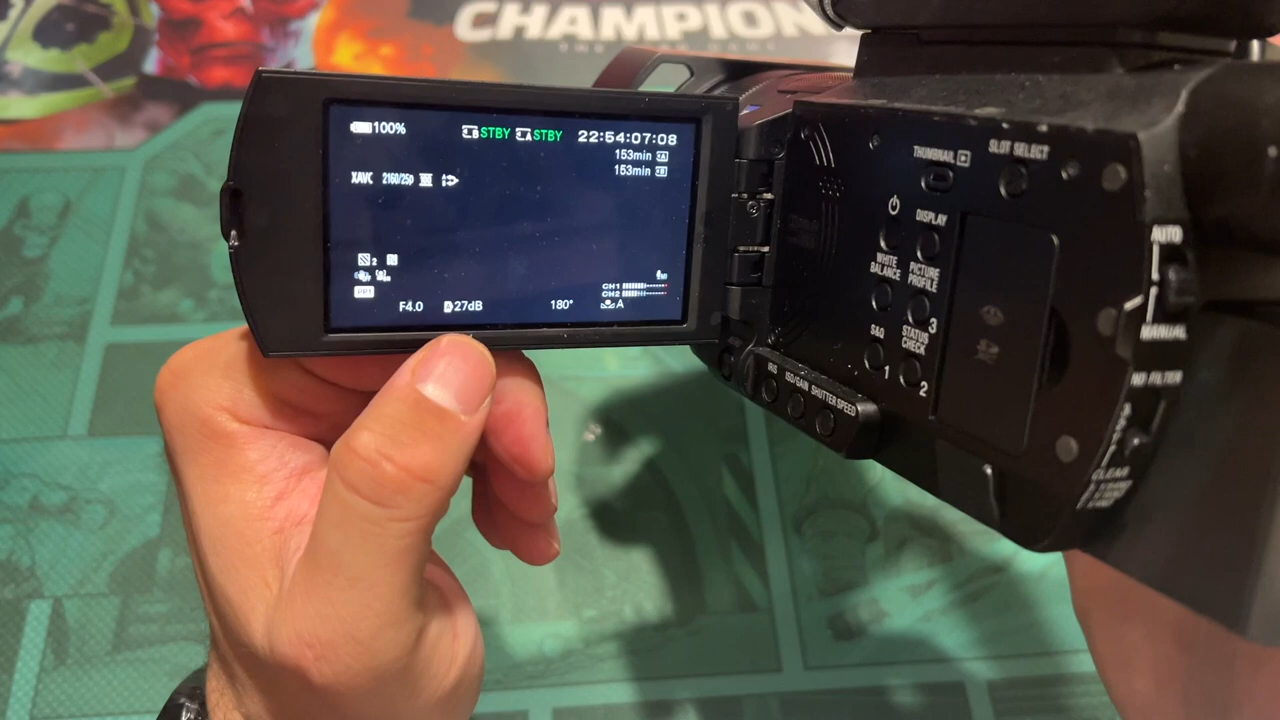 CHAMPION
100%
B STBY A STBY 22:54:07:08
153min A
153min B
XAVC 2160/25p
2 N
PP1
CH1
CH2
F4.0 27dB 180° A
THUMBNAIL
SLOT SELECT
DISPLAY
WHITE BALANCE
PICTURE PROFILE
3
S&Q
1
STATUS CHECK
2
IRIS ISO/GAIN SHUTTER SPEED
AUTO
MANUAL
ND FILTER
CLEAR